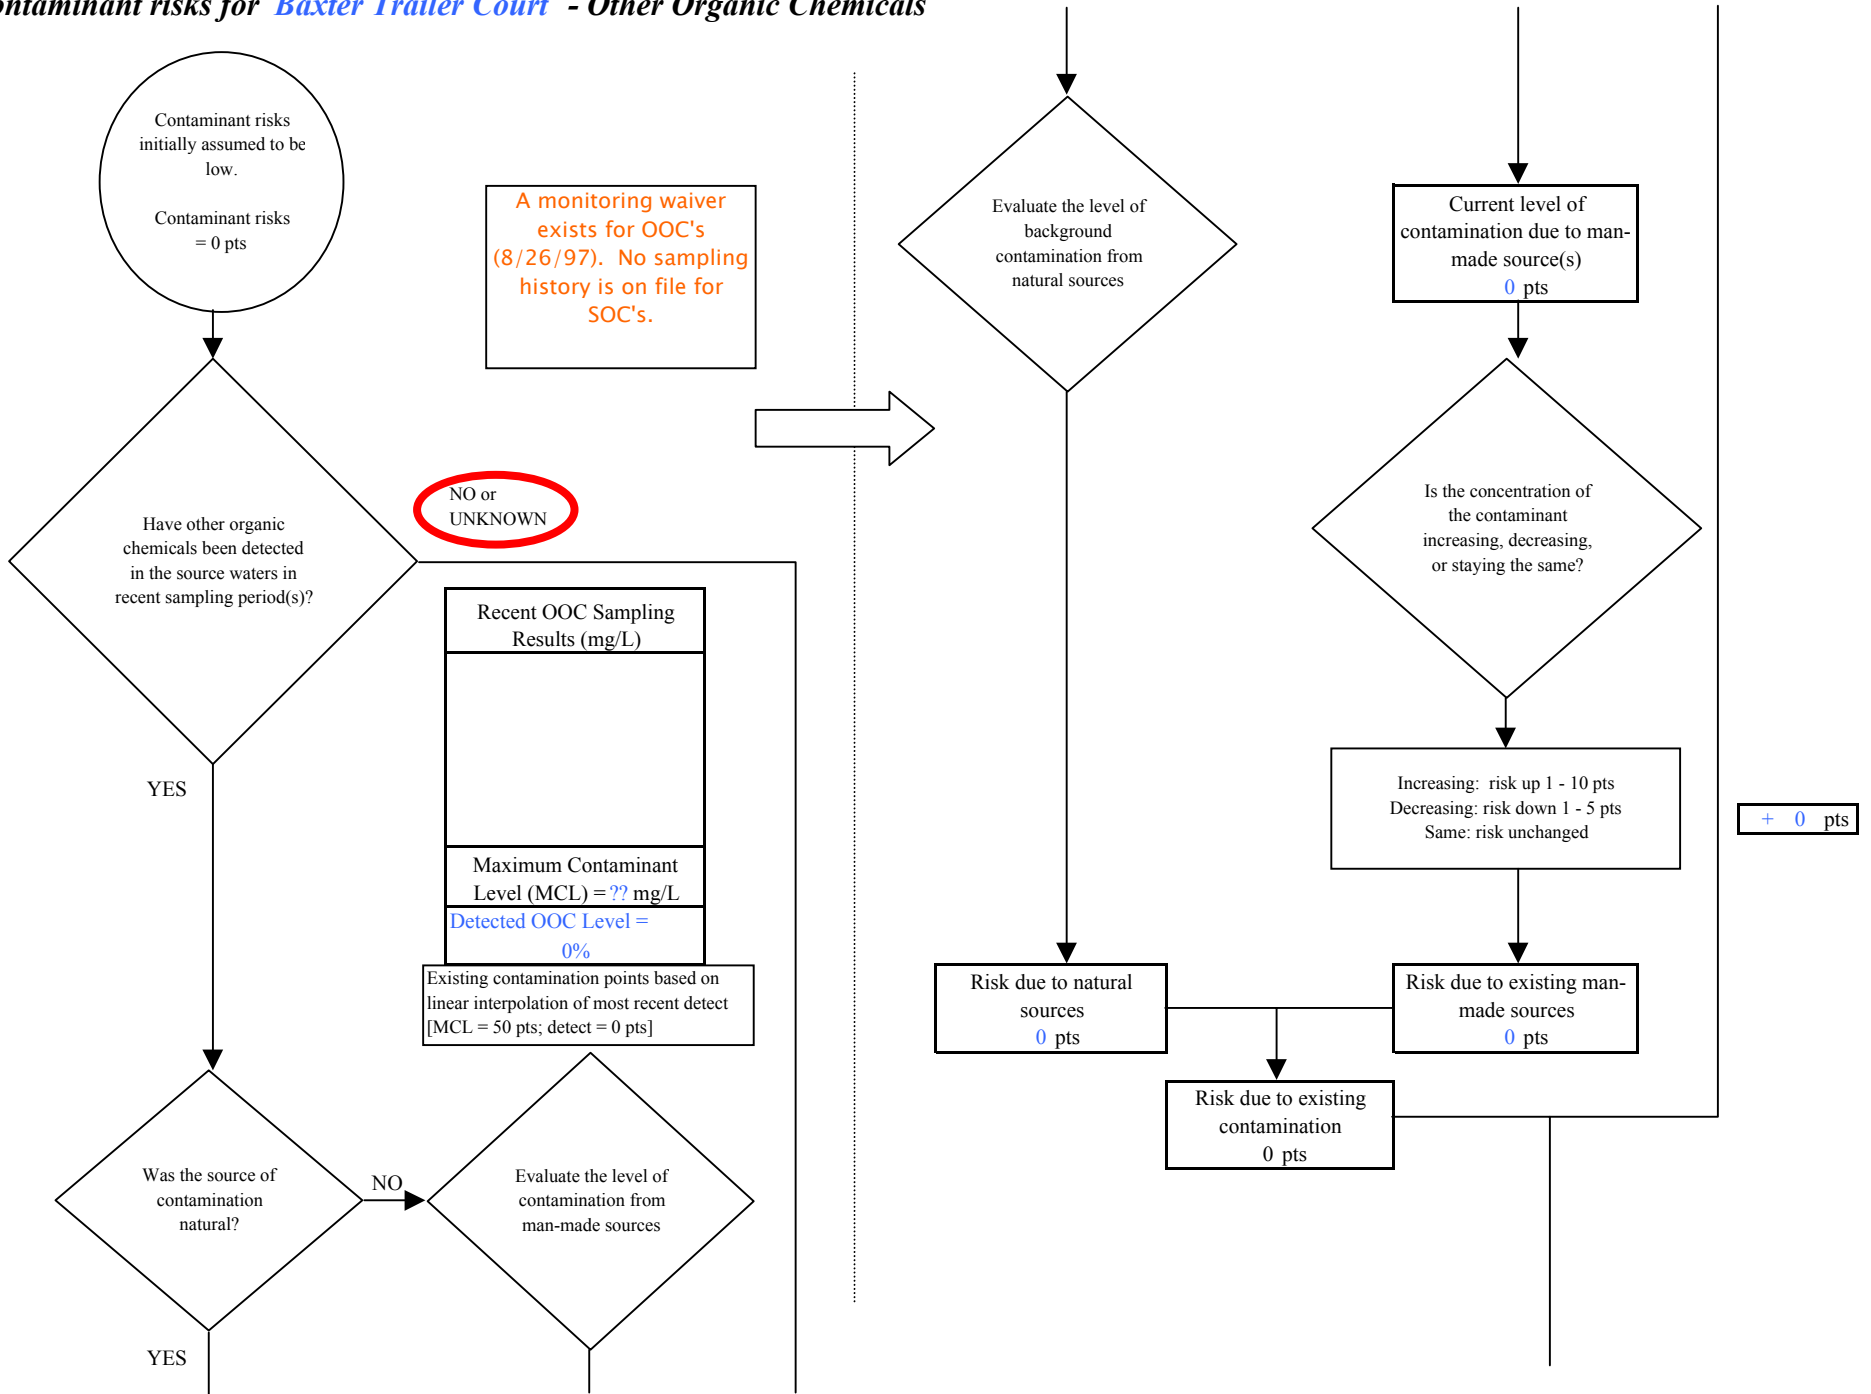 ontaminant risks for Baxter Trailer Court - Other Organic Chemicals
Contaminant risks
initially assumed to be
low.
Contaminant risks
= 0 pts
A monitoring waiver
exists for OOC's
(8/26/97). No sampling
history is on file for
SOC's.
Have other organic
chemicals been detected
in the source waters in
recent sampling period(s)?
NO or
UNKNOWN
YES
Recent OOC Sampling
Results (mg/L)
Maximum Contaminant
Level (MCL) = ?? mg/L
Detected OOC Level =
0%
Existing contamination points based on
linear interpolation of most recent detect
[MCL = 50 pts; detect = 0 pts]
Was the source of
contamination
natural?
NO
YES
Evaluate the level of
contamination from
man-made sources
Evaluate the level of
background
contamination from
natural sources
Current level of
contamination due to man-
made source(s)
0 pts
Is the concentration of
the contaminant
increasing, decreasing,
or staying the same?
Increasing: risk up 1 - 10 pts
Decreasing: risk down 1 - 5 pts
Same: risk unchanged
+ 0 pts
Risk due to natural
sources
0 pts
Risk due to existing man-
made sources
0 pts
Risk due to existing
contamination
0 pts